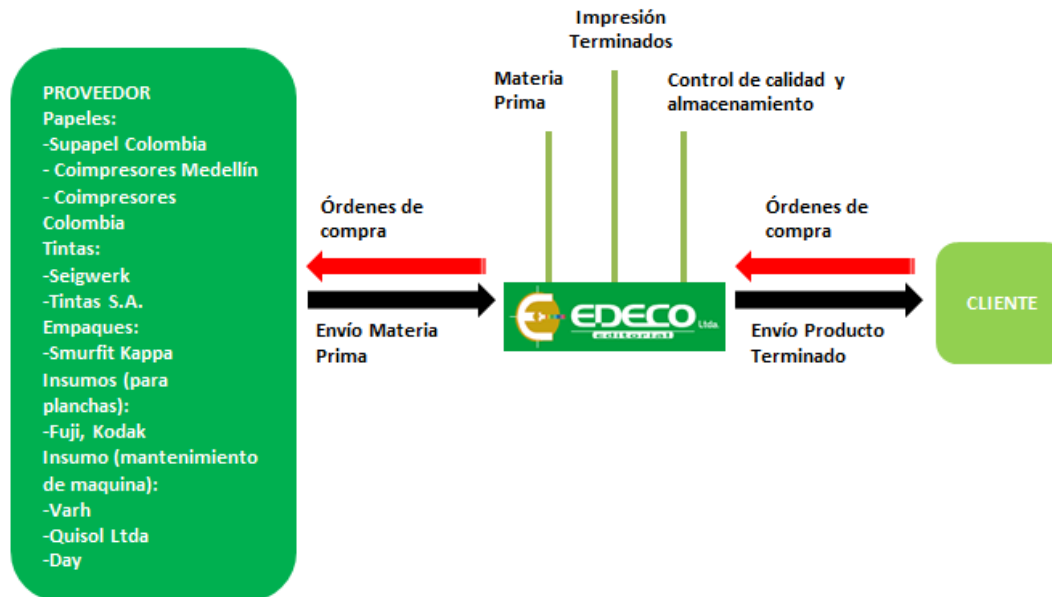 PROVEEDOR
Papeles:
-Supapel Colombia
- Coimpresores Medellín
- Coimpresores
Colombia
Tintas:
-Seigwerk
-Tintas S.A.
Empaques:
-Smurfit Kappa
Insumos (para
planchas):
-Fuji, Kodak
Insumo (mantenimiento
de maquina):
-Varh
-Quisol Ltda
-Day
Órdenes de
compra
Envío Materia
Prima
Materia
Prima
Impresión
Terminados
Control de calidad y
almacenamiento
EDECO Ltda.
editorial
Órdenes de
compra
Envío Producto
Terminado
CLIENTE